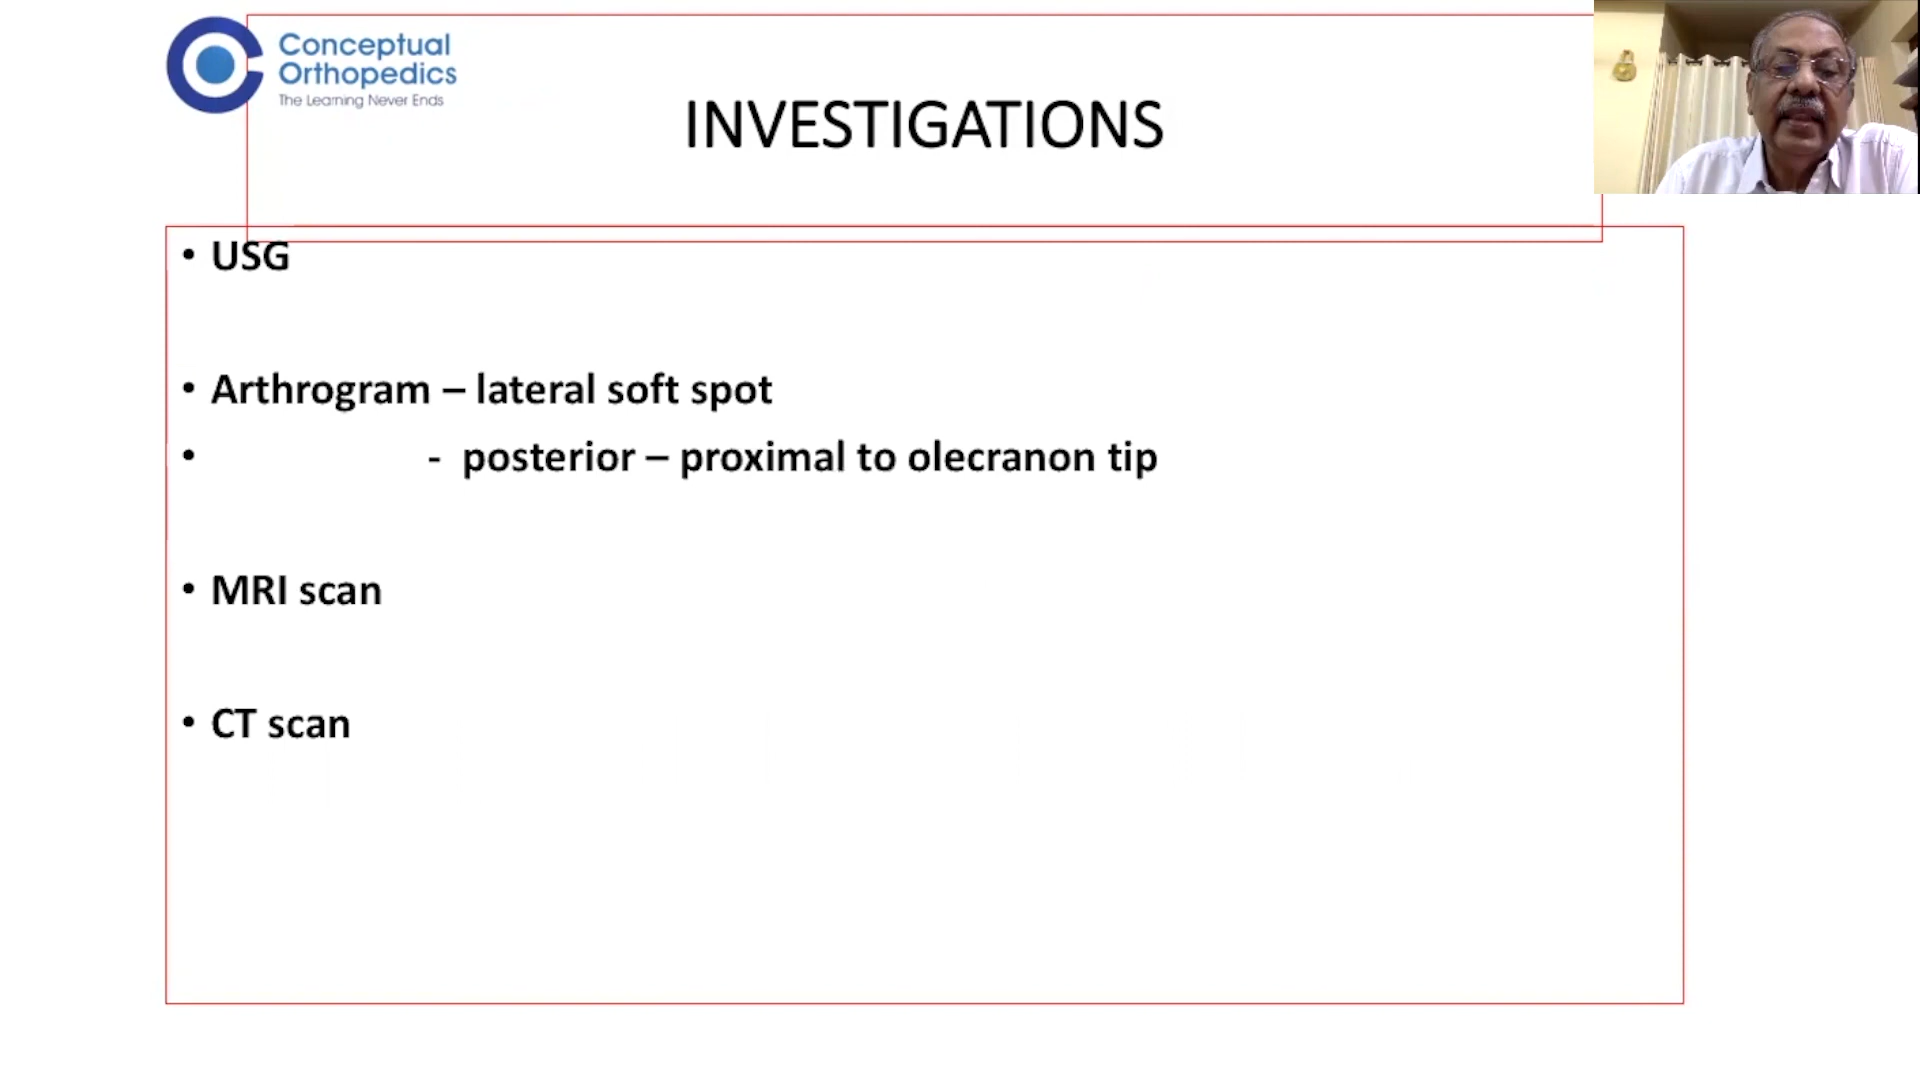 Conceptual
Orthopedics
The Learning Never Ends
INVESTIGATIONS
• USG
• Arthrogram – lateral soft spot
• - posterior – proximal to olecranon tip
• MRI scan
• CT scan